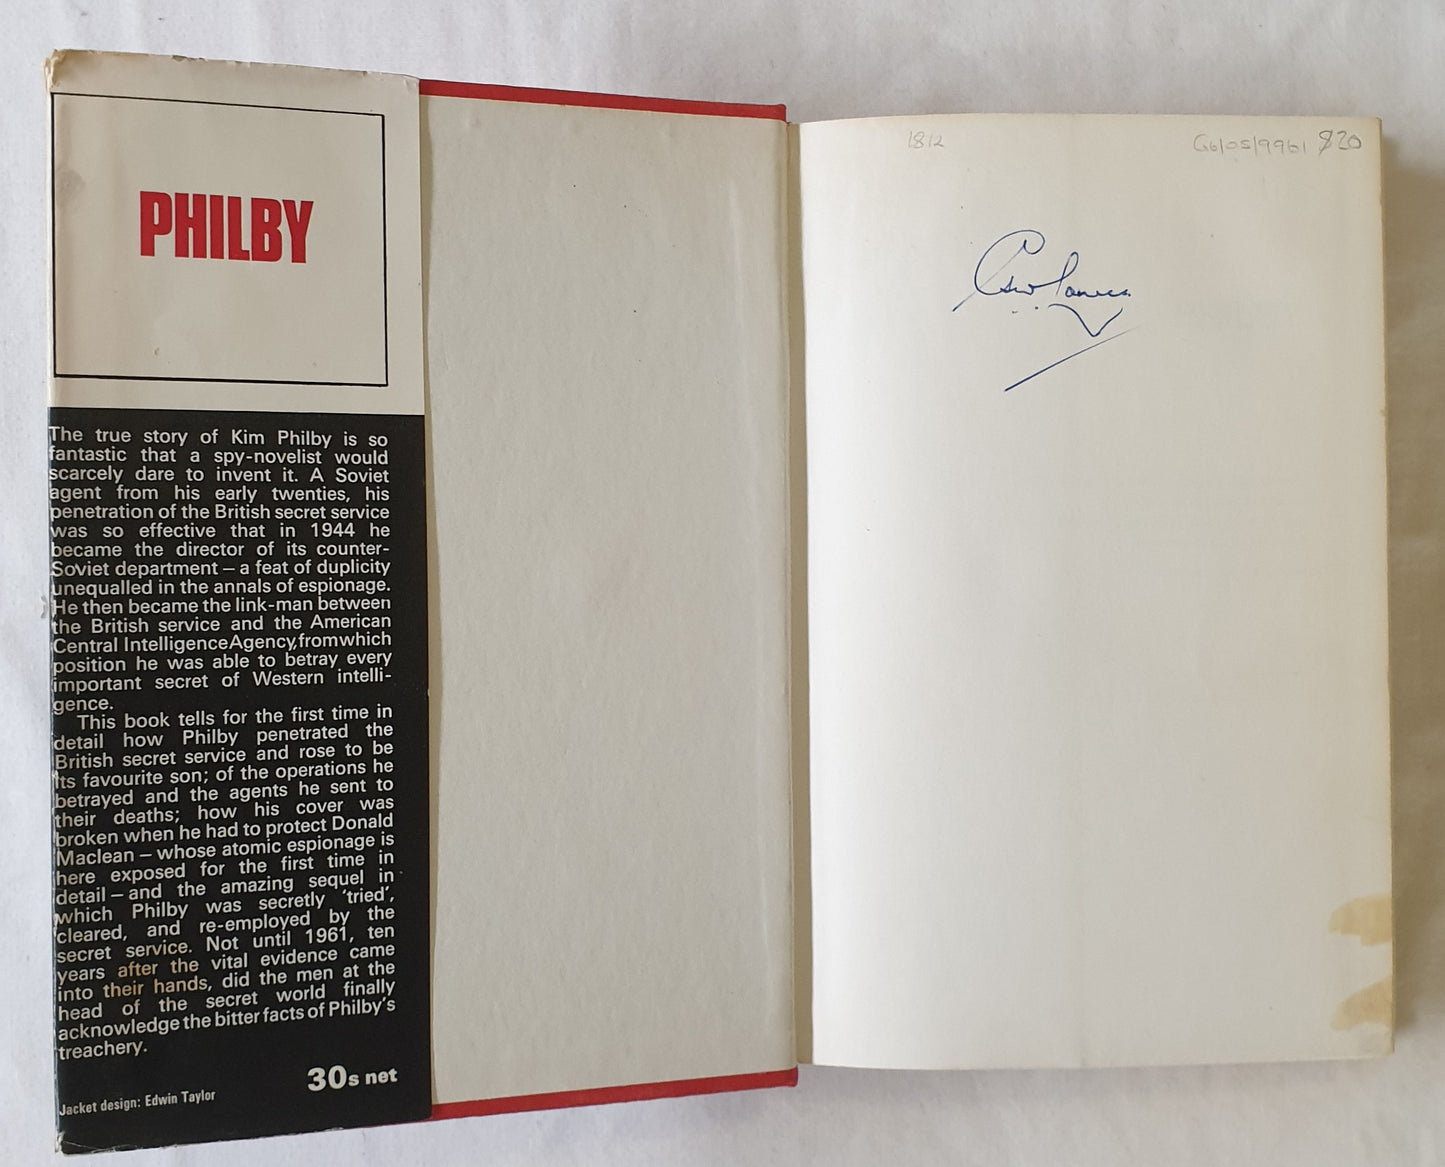 PHILBY
The true story of Kim Philby is so
fantastic that a spy-novelist would
scarcely dare to invent it. A Soviet
agent from his early twenties, his
penetration of the British secret service
was so effective that in 1944 he
became the director of its counter-
Soviet department – a feat of duplicity
unequalled in the annals of espionage.
He then became the link-man between
the British service and the American
Central Intelligence Agency, from which
position he was able to betray every
important secret of Western intelli-
gence.
This book tells for the first time in
detail how Philby penetrated the
British secret service and rose to be
its favourite son; of the operations he
betrayed and the agents he sent to
their deaths; how his cover was
broken when he had to protect Donald
Maclean – whose atomic espionage is
here exposed for the first time in
detail – and the amazing sequel in
which Philby was secretly ‘tried’,
cleared, and re-employed by the
secret service. Not until 1961, ten
years after the vital evidence came
into their hands, did the men at the
head of the secret world finally
acknowledge the bitter facts of Philby's
treachery.
30s net
Jacket design: Edwin Taylor
1812
$20